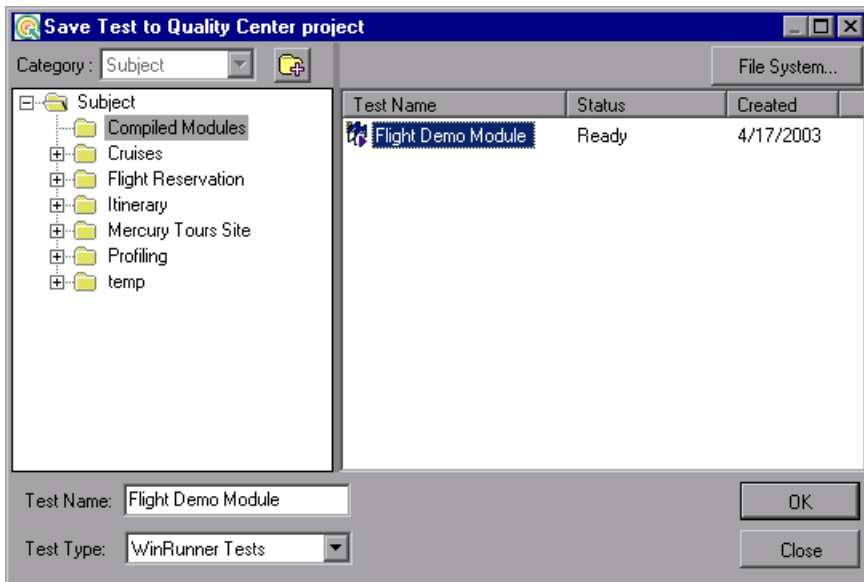 Save Test to Quality Center project
Category : Subject
File System...
Subject
Compiled Modules
Cruises
Flight Reservation
Itinerary
Mercury Tours Site
Profiling
temp
Test Name Status Created
Flight Demo Module Ready 4/17/2003
Test Name: Flight Demo Module
OK
Test Type: WinRunner Tests
Close